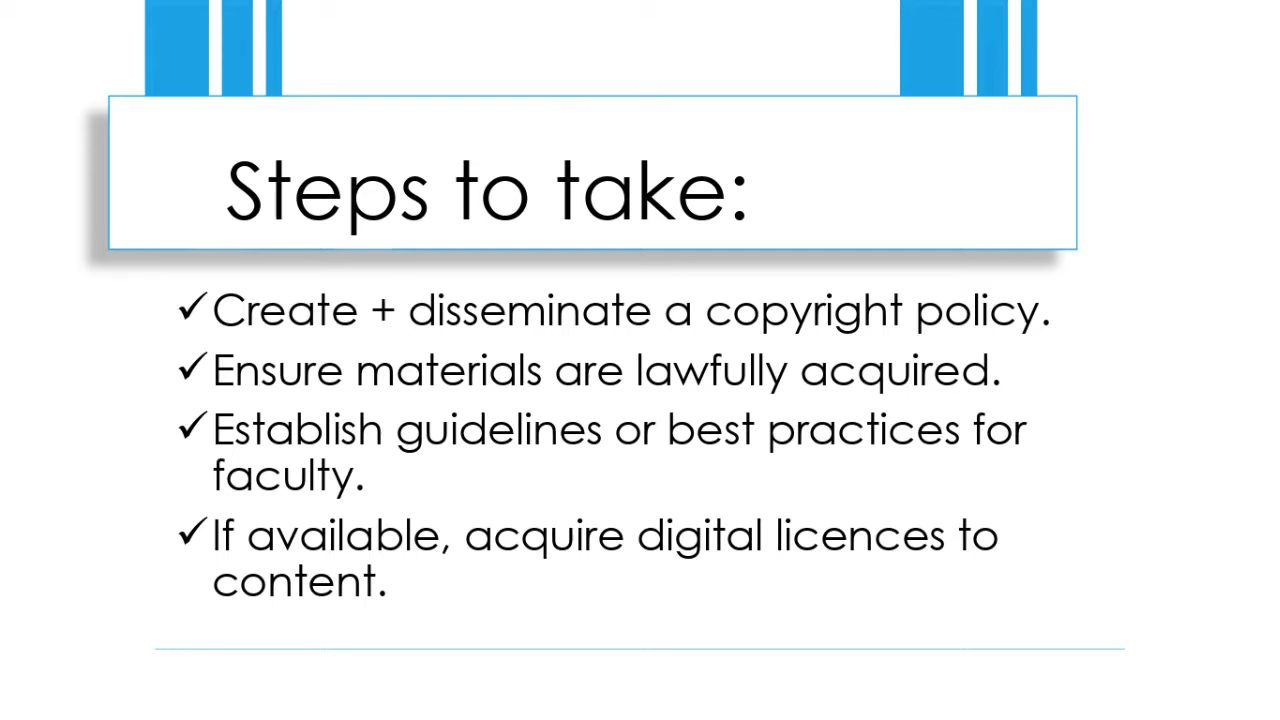 Steps to take:
✓Create + disseminate a copyright policy.
✓Ensure materials are lawfully acquired.
✓Establish guidelines or best practices for
faculty.
✓If available, acquire digital licences to
content.